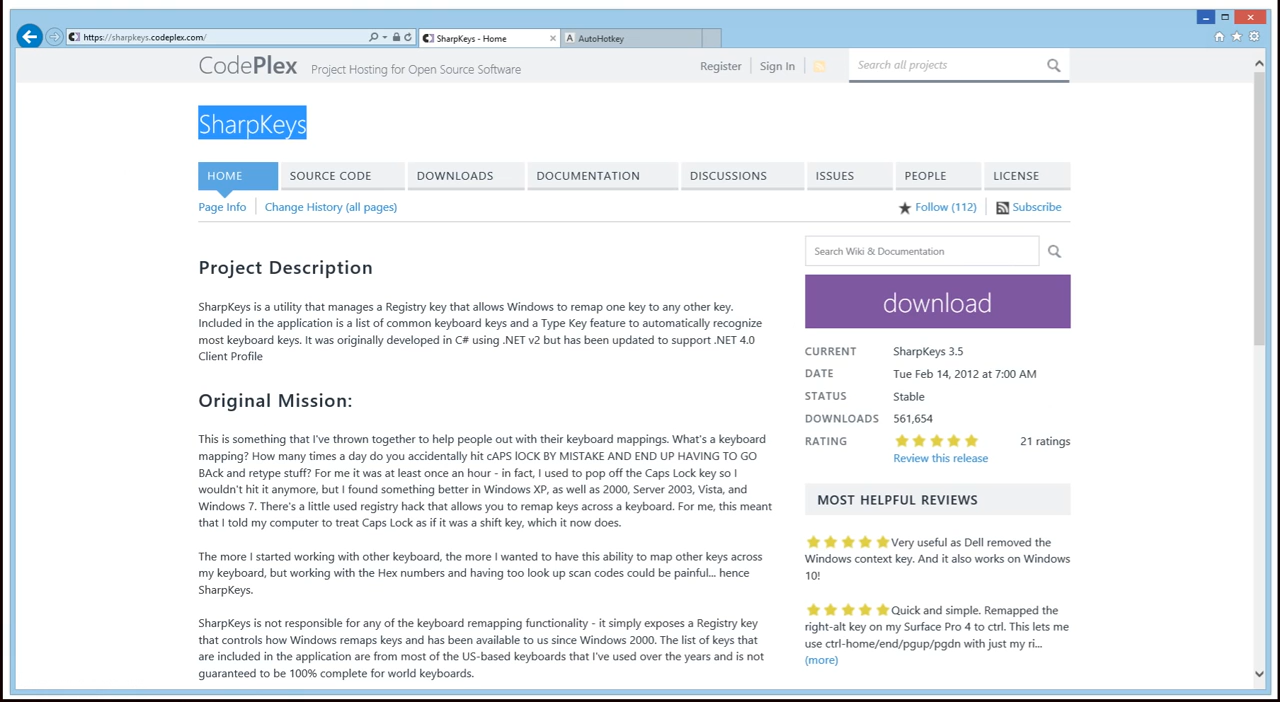 https://sharpkeys.codeplex.com/
SharpKeys - Home
AutoHotkey
CodePlex Project Hosting for Open Source Software
Register
Sign In
Search all projects
SharpKeys
HOME
SOURCE CODE
DOWNLOADS
DOCUMENTATION
DISCUSSIONS
ISSUES
PEOPLE
LICENSE
Page Info
Change History (all pages)
Follow (112)
Subscribe
Project Description
SharpKeys is a utility that manages a Registry key that allows Windows to remap one key to any other key.
Included in the application is a list of common keyboard keys and a Type Key feature to automatically recognize
most keyboard keys. It was originally developed in C# using .NET v2 but has been updated to support .NET 4.0
Client Profile
Original Mission:
This is something that I've thrown together to help people out with their keyboard mappings. What's a keyboard
mapping? How many times a day do you accidentally hit cAPS lOCK BY MISTAKE AND END UP HAVING TO GO
BAck and retype stuff? For me it was at least once an hour - in fact, I used to pop off the Caps Lock key so I
wouldn't hit it anymore, but I found something better in Windows XP, as well as 2000, Server 2003, Vista, and
Windows 7. There's a little used registry hack that allows you to remap keys across a keyboard. For me, this meant
that I told my computer to treat Caps Lock as if it was a shift key, which it now does.
The more I started working with other keyboard, the more I wanted to have this ability to map other keys across
my keyboard, but working with the Hex numbers and having too look up scan codes could be painful... hence
SharpKeys.
SharpKeys is not responsible for any of the keyboard remapping functionality - it simply exposes a Registry key
that controls how Windows remaps keys and has been available to us since Windows 2000. The list of keys that
are included in the application are from most of the US-based keyboards that I've used over the years and is not
guaranteed to be 100% complete for world keyboards.
Search Wiki & Documentation
download
CURRENT SharpKeys 3.5
DATE Tue Feb 14, 2012 at 7:00 AM
STATUS Stable
DOWNLOADS 561,654
RATING 21 ratings
Review this release
MOST HELPFUL REVIEWS
Very useful as Dell removed the
Windows context key. And it also works on Windows
10!
Quick and simple. Remapped the
right-alt key on my Surface Pro 4 to ctrl. This lets me
use ctrl-home/end/pgup/pgdn with just my ri...
(more)